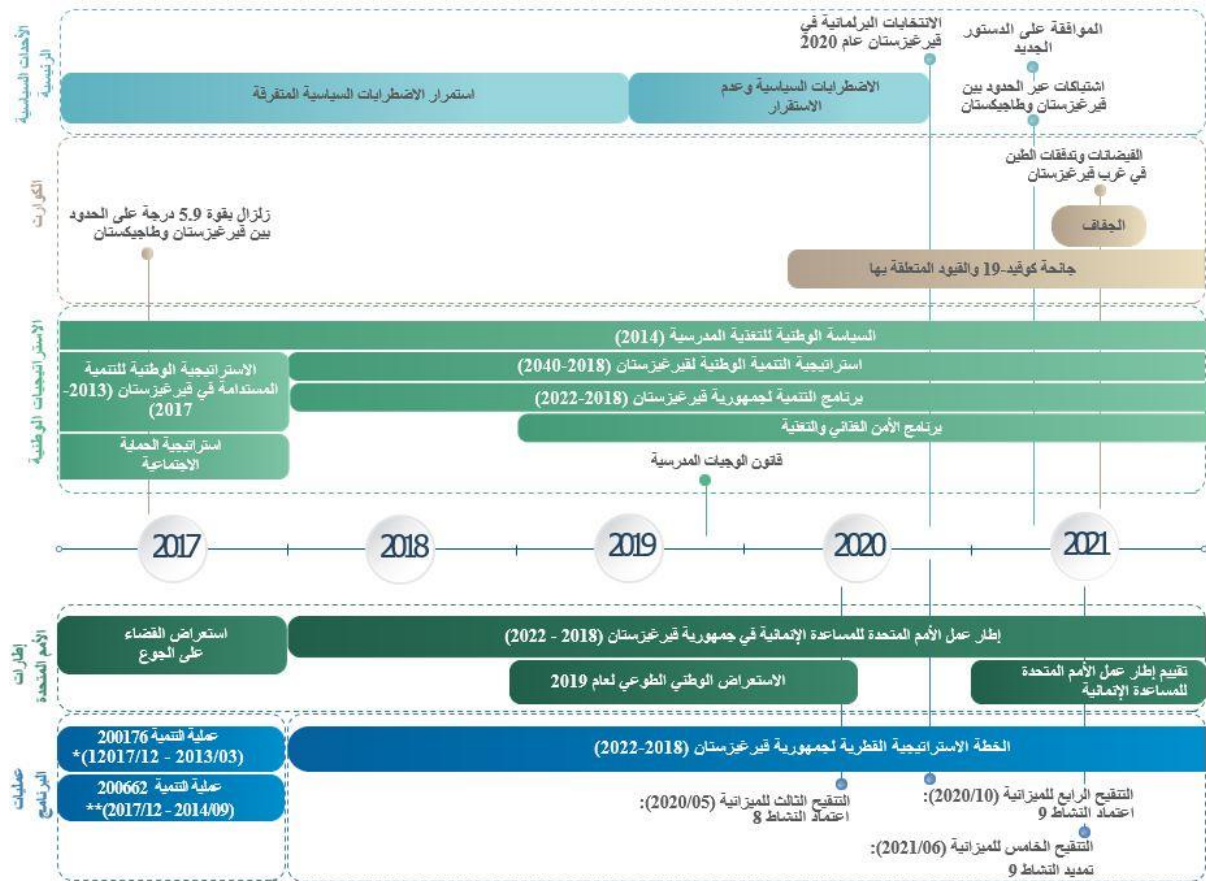 الأحداث السياسية
الرئيسية
الانتخابات البرلمانية في
قيرغيزستان عام 2020
الموافقة على الدستور
الجديد
استمرار الاضطرابات السياسية المتفرقة
الاضطرابات السياسية وعدم
الاستقرار
اشتباكات عبر الحدود بين
قيرغيزستان وطاجيكستان
الكوارث
زلزال بقوة 5.9 درجة على الحدود
بين قيرغيزستان وطاجيكستان
الفيضانات وتدفقات الطين
في غرب قيرغيزستان
الجفاف
جائحة كوفيد-19 والقيود المتعلقة بها
الاستراتيجيات الوطنية
السياسة الوطنية للتغذية المدرسية (2014)
الاستراتيجية الوطنية للتنمية
المستدامة في قيرغيزستان (2013-
2017)
استراتيجية التنمية الوطنية لقيرغيزستان (2018-2040)
برنامج التنمية لجمهورية قيرغيزستان (2018-2022)
برنامج الأمن الغذائي والتغذية
استراتيجية الحماية
الاجتماعية
قانون الوجبات المدرسية
2017
2018
2019
2020
2021
إطارات
الأمم المتحدة
استعراض القضاء
على الجوع
إطار عمل الأمم المتحدة للمساعدة الإنمائية في جمهورية قيرغيزستان (2018 - 2022)
الاستعراض الوطني الطوعي لعام 2019
تقييم إطار عمل الأمم المتحدة
للمساعدة الإنمائية
عمليات
البرنامج
عملية التنمية 200176
(2013/03 - 12017/12)*
عملية التنمية 200662
(2014/09 - 2017/12)**
الخطة الاستراتيجية القطرية لجمهورية قيرغيزستان (2018-2022)
التنقيح الثالث للميزانية (2020/05):
اعتماد النشاط 8
التنقيح الرابع للميزانية (2020/10):
اعتماد النشاط 9
التنقيح الخامس للميزانية (2021/06):
تمديد النشاط 9